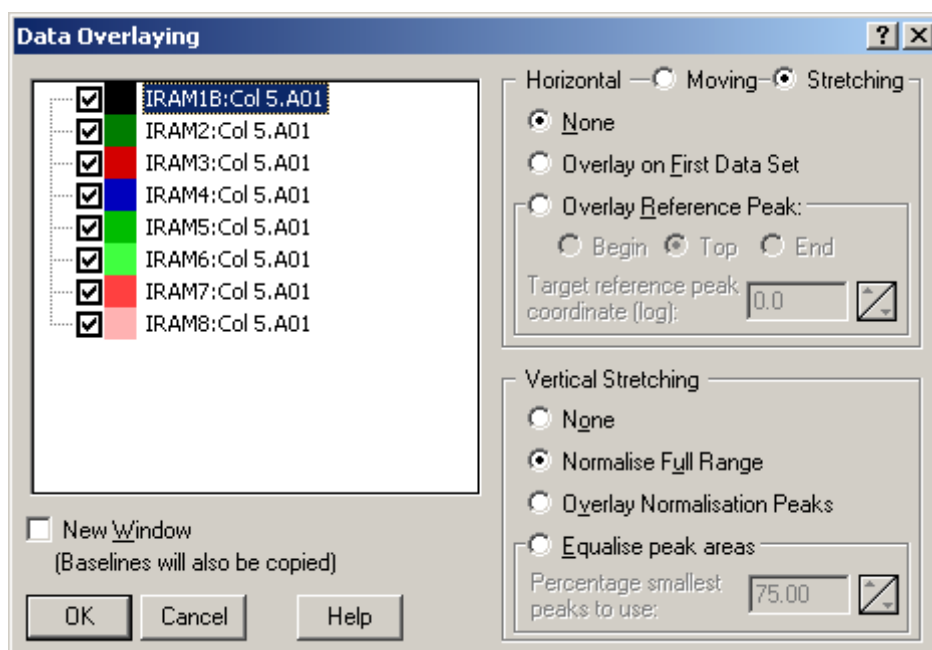 Data Overlaying
IRAM1B:Col 5.A01
IRAM2:Col 5.A01
IRAM3:Col 5.A01
IRAM4:Col 5.A01
IRAM5:Col 5.A01
IRAM6:Col 5.A01
IRAM7:Col 5.A01
IRAM8:Col 5.A01
New Window
(Baselines will also be copied)
OK Cancel Help
Horizontal Moving Stretching
None
Overlay on First Data Set
Overlay Reference Peak:
Begin Top End
Target reference peak
coordinate (log):
0.0
Vertical Stretching
None
Normalise Full Range
Overlay Normalisation Peaks
Equalise peak areas
Percentage smallest
peaks to use:
75.00